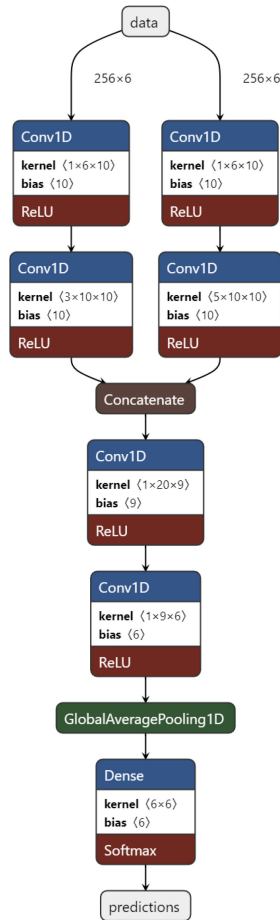 data
256×6
256×6
Conv1D
kernel ⟨1×6×10⟩
bias ⟨10⟩
ReLU
Conv1D
kernel ⟨1×6×10⟩
bias ⟨10⟩
ReLU
Conv1D
kernel ⟨3×10×10⟩
bias ⟨10⟩
ReLU
Conv1D
kernel ⟨5×10×10⟩
bias ⟨10⟩
ReLU
Concatenate
Conv1D
kernel ⟨1×20×9⟩
bias ⟨9⟩
ReLU
Conv1D
kernel ⟨1×9×6⟩
bias ⟨6⟩
ReLU
GlobalAveragePooling1D
Dense
kernel ⟨6×6⟩
bias ⟨6⟩
Softmax
predictions